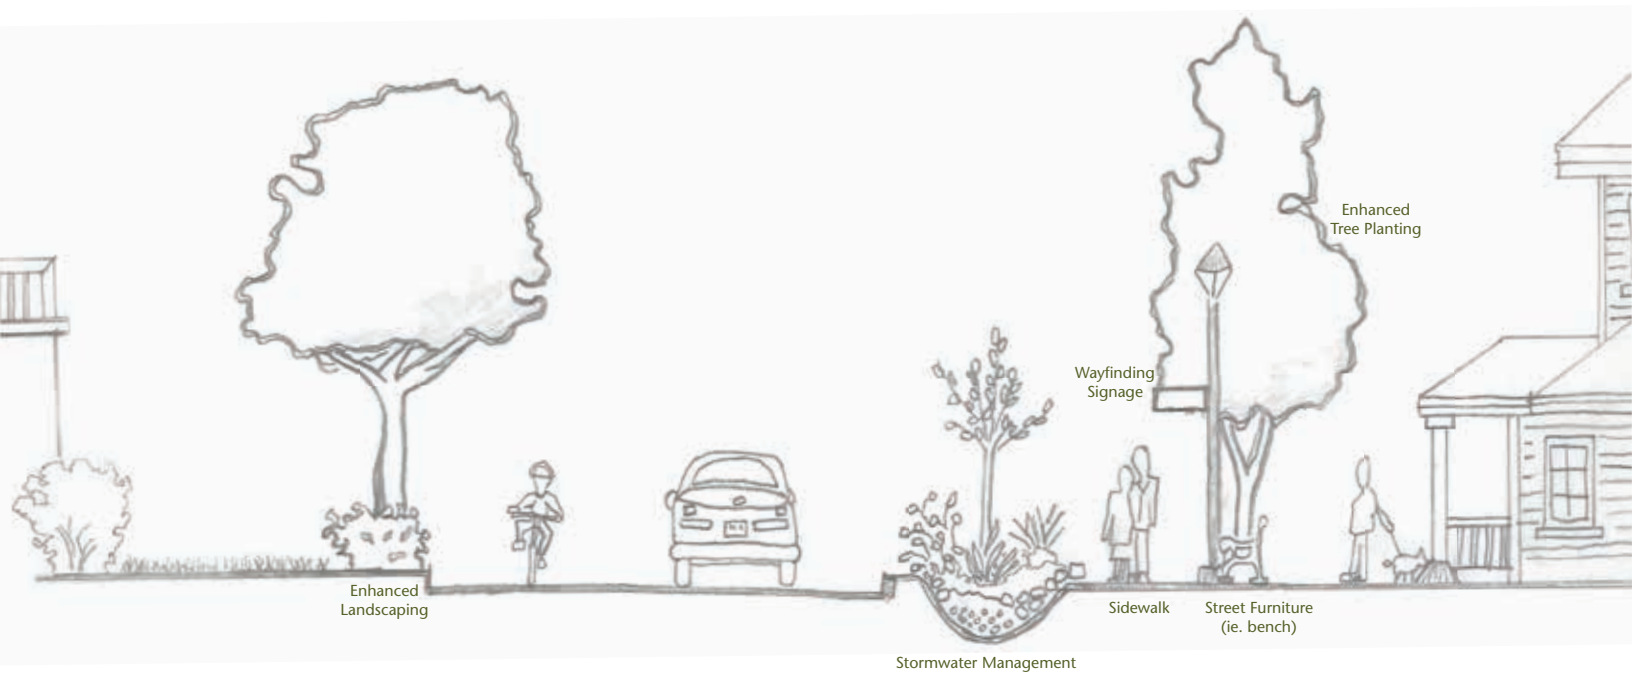 Enhanced
Tree Planting
Wayfinding
Signage
Enhanced
Landscaping
Sidewalk
Street Furniture
(ie. bench)
Stormwater Management